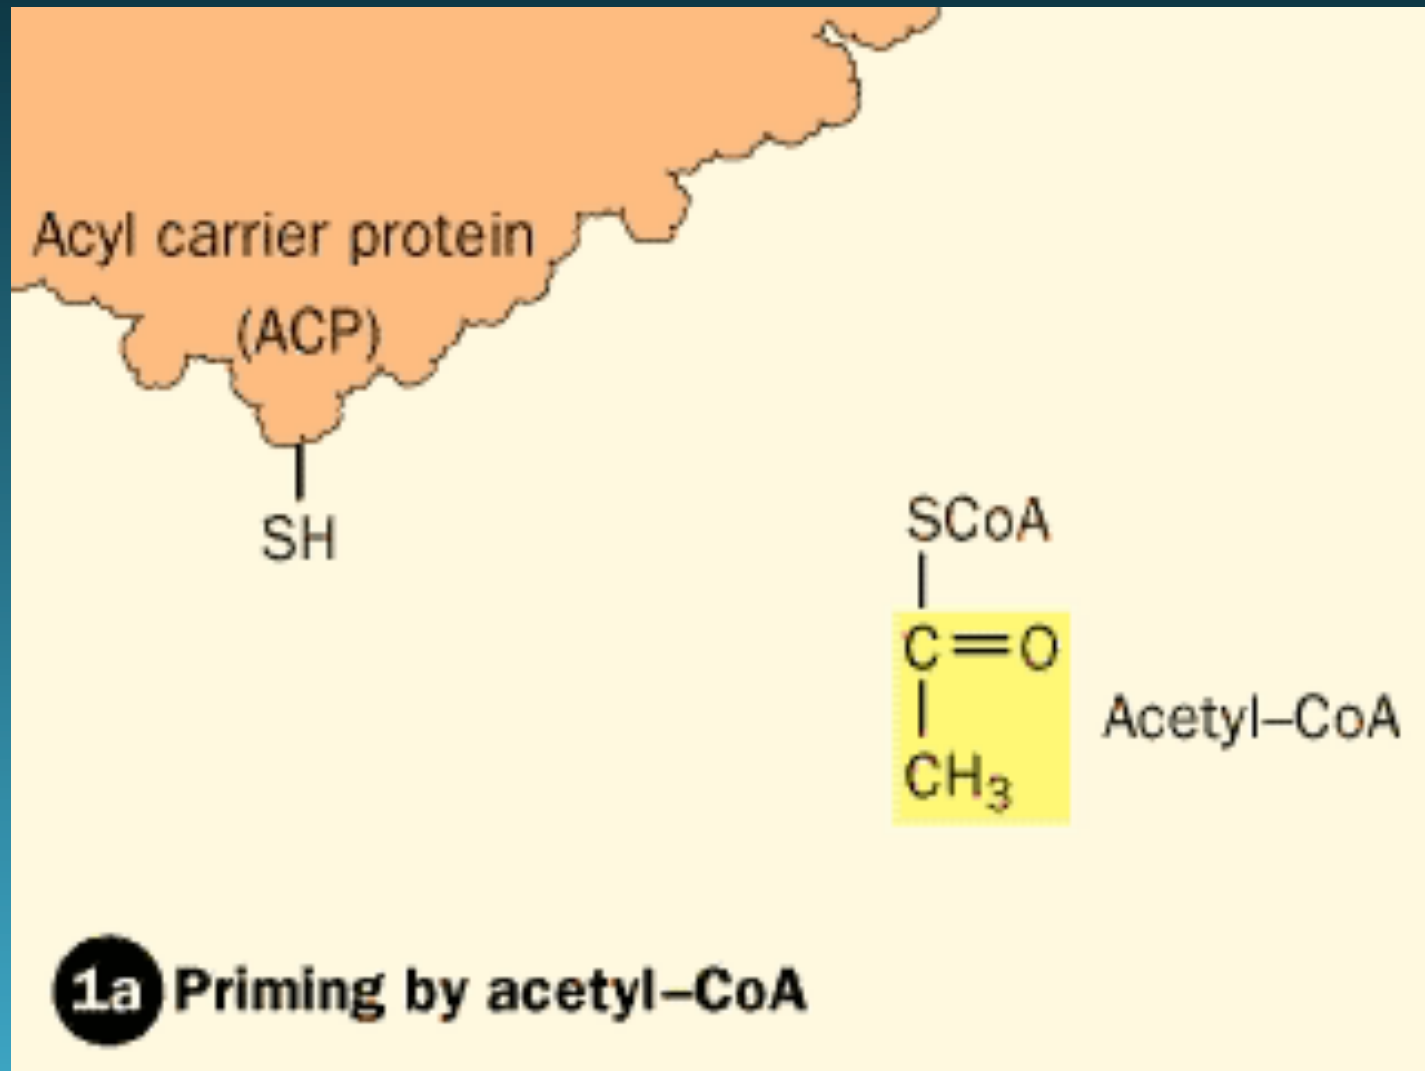 Acyl carrier protein
(ACP)
SH
SCoA
C=O
CH₃
Acetyl–CoA
1a Priming by acetyl–CoA